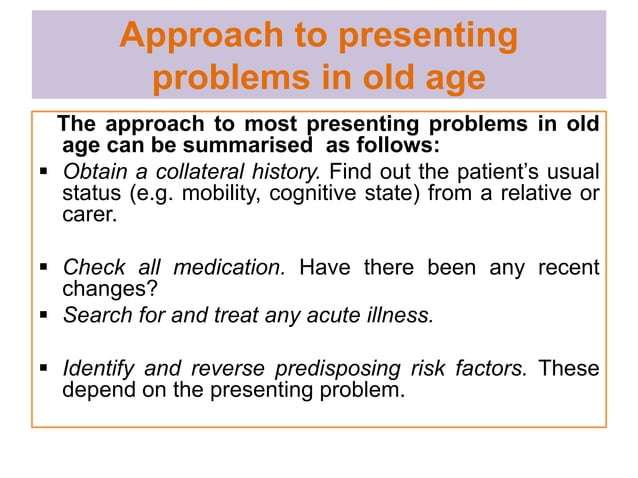 Approach to presenting
problems in old age
The approach to most presenting problems in old
age can be summarised as follows:
▪ Obtain a collateral history. Find out the patient’s usual
status (e.g. mobility, cognitive state) from a relative or
carer.
▪ Check all medication. Have there been any recent
changes?
▪ Search for and treat any acute illness.
▪ Identify and reverse predisposing risk factors. These
depend on the presenting problem.